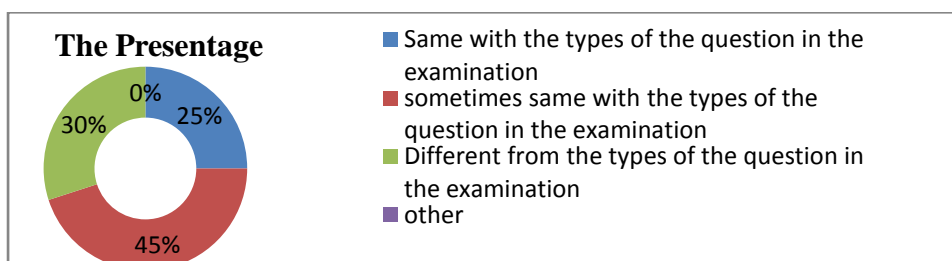 The Presentage
0%
25%
30%
45%
Same with the types of the question in the
examination
sometimes same with the types of the
question in the examination
Different from the types of the question in
the examination
other